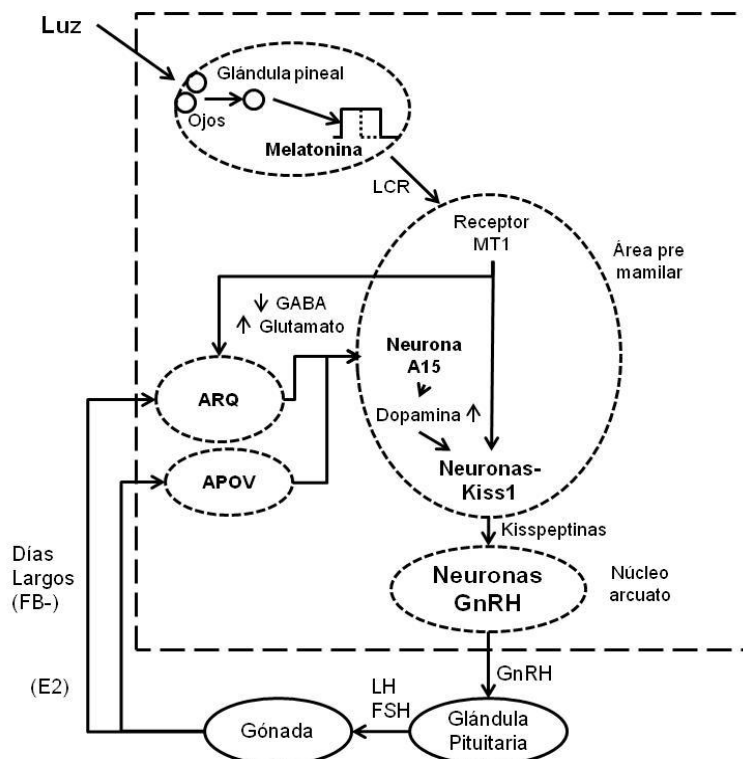 Luz
Glándula pineal
Ojos
Melatonina
LCR
Receptor
MT1
Área pre
mamilar
↓ GABA
↑ Glutamato
Neurona
A15
ARQ
Dopamina ↑
APOV
Neuronas-
Kiss1
Kisspeptinas
Días
Largos
(FB-)
Neuronas
GnRH
Núcleo
arcuato
(E2)
GnRH
LH
FSH
Gónada
Glándula
Pituitaria